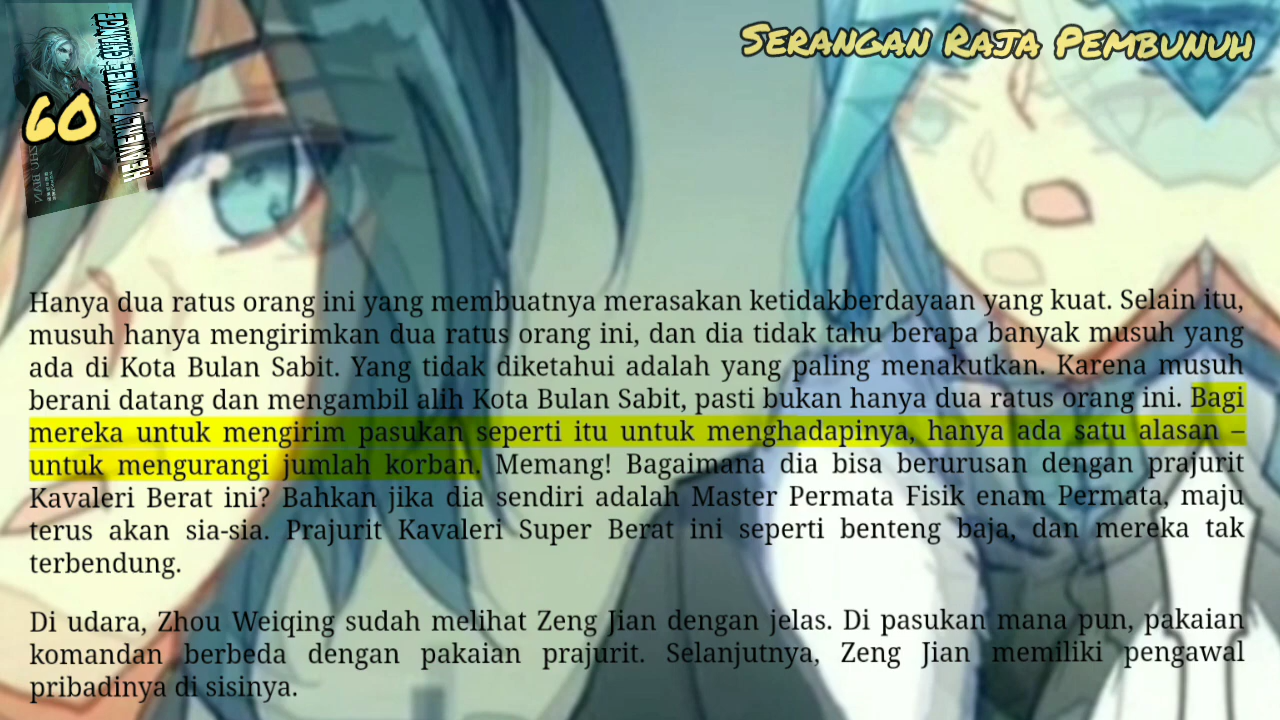 Serangan Raja Pembunuh
60
HEAVENLY JEWEL CHANGE
Hanya dua ratus orang ini yang membuatnya merasakan ketidakberdayaan yang kuat. Selain itu,
musuh hanya mengirimkan dua ratus orang ini, dan dia tidak tahu berapa banyak musuh yang
ada di Kota Bulan Sabit. Yang tidak diketahui adalah yang paling menakutkan. Karena musuh
berani datang dan mengambil alih Kota Bulan Sabit, pasti bukan hanya dua ratus orang ini. Bagi
mereka untuk mengirim pasukan seperti itu untuk menghadapinya, hanya ada satu alasan –
untuk mengurangi jumlah korban. Memang! Bagaimana dia bisa berurusan dengan prajurit
Kavaleri Berat ini? Bahkan jika dia sendiri adalah Master Permata Fisik enam Permata, maju
terus akan sia-sia. Prajurit Kavaleri Super Berat ini seperti benteng baja, dan mereka tak
terbendung.
Di udara, Zhou Weiqing sudah melihat Zeng Jian dengan jelas. Di pasukan mana pun, pakaian
komandan berbeda dengan pakaian prajurit. Selanjutnya, Zeng Jian memiliki pengawal
pribadinya di sisinya.